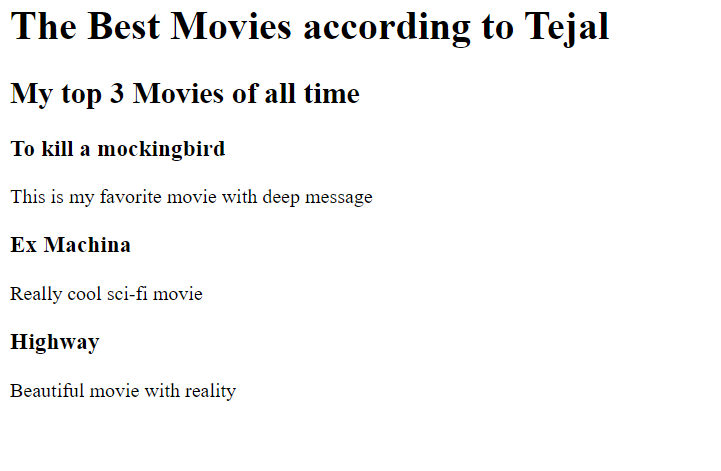 The Best Movies according to Tejal
My top 3 Movies of all time
To kill a mockingbird
This is my favorite movie with deep message
Ex Machina
Really cool sci-fi movie
Highway
Beautiful movie with reality